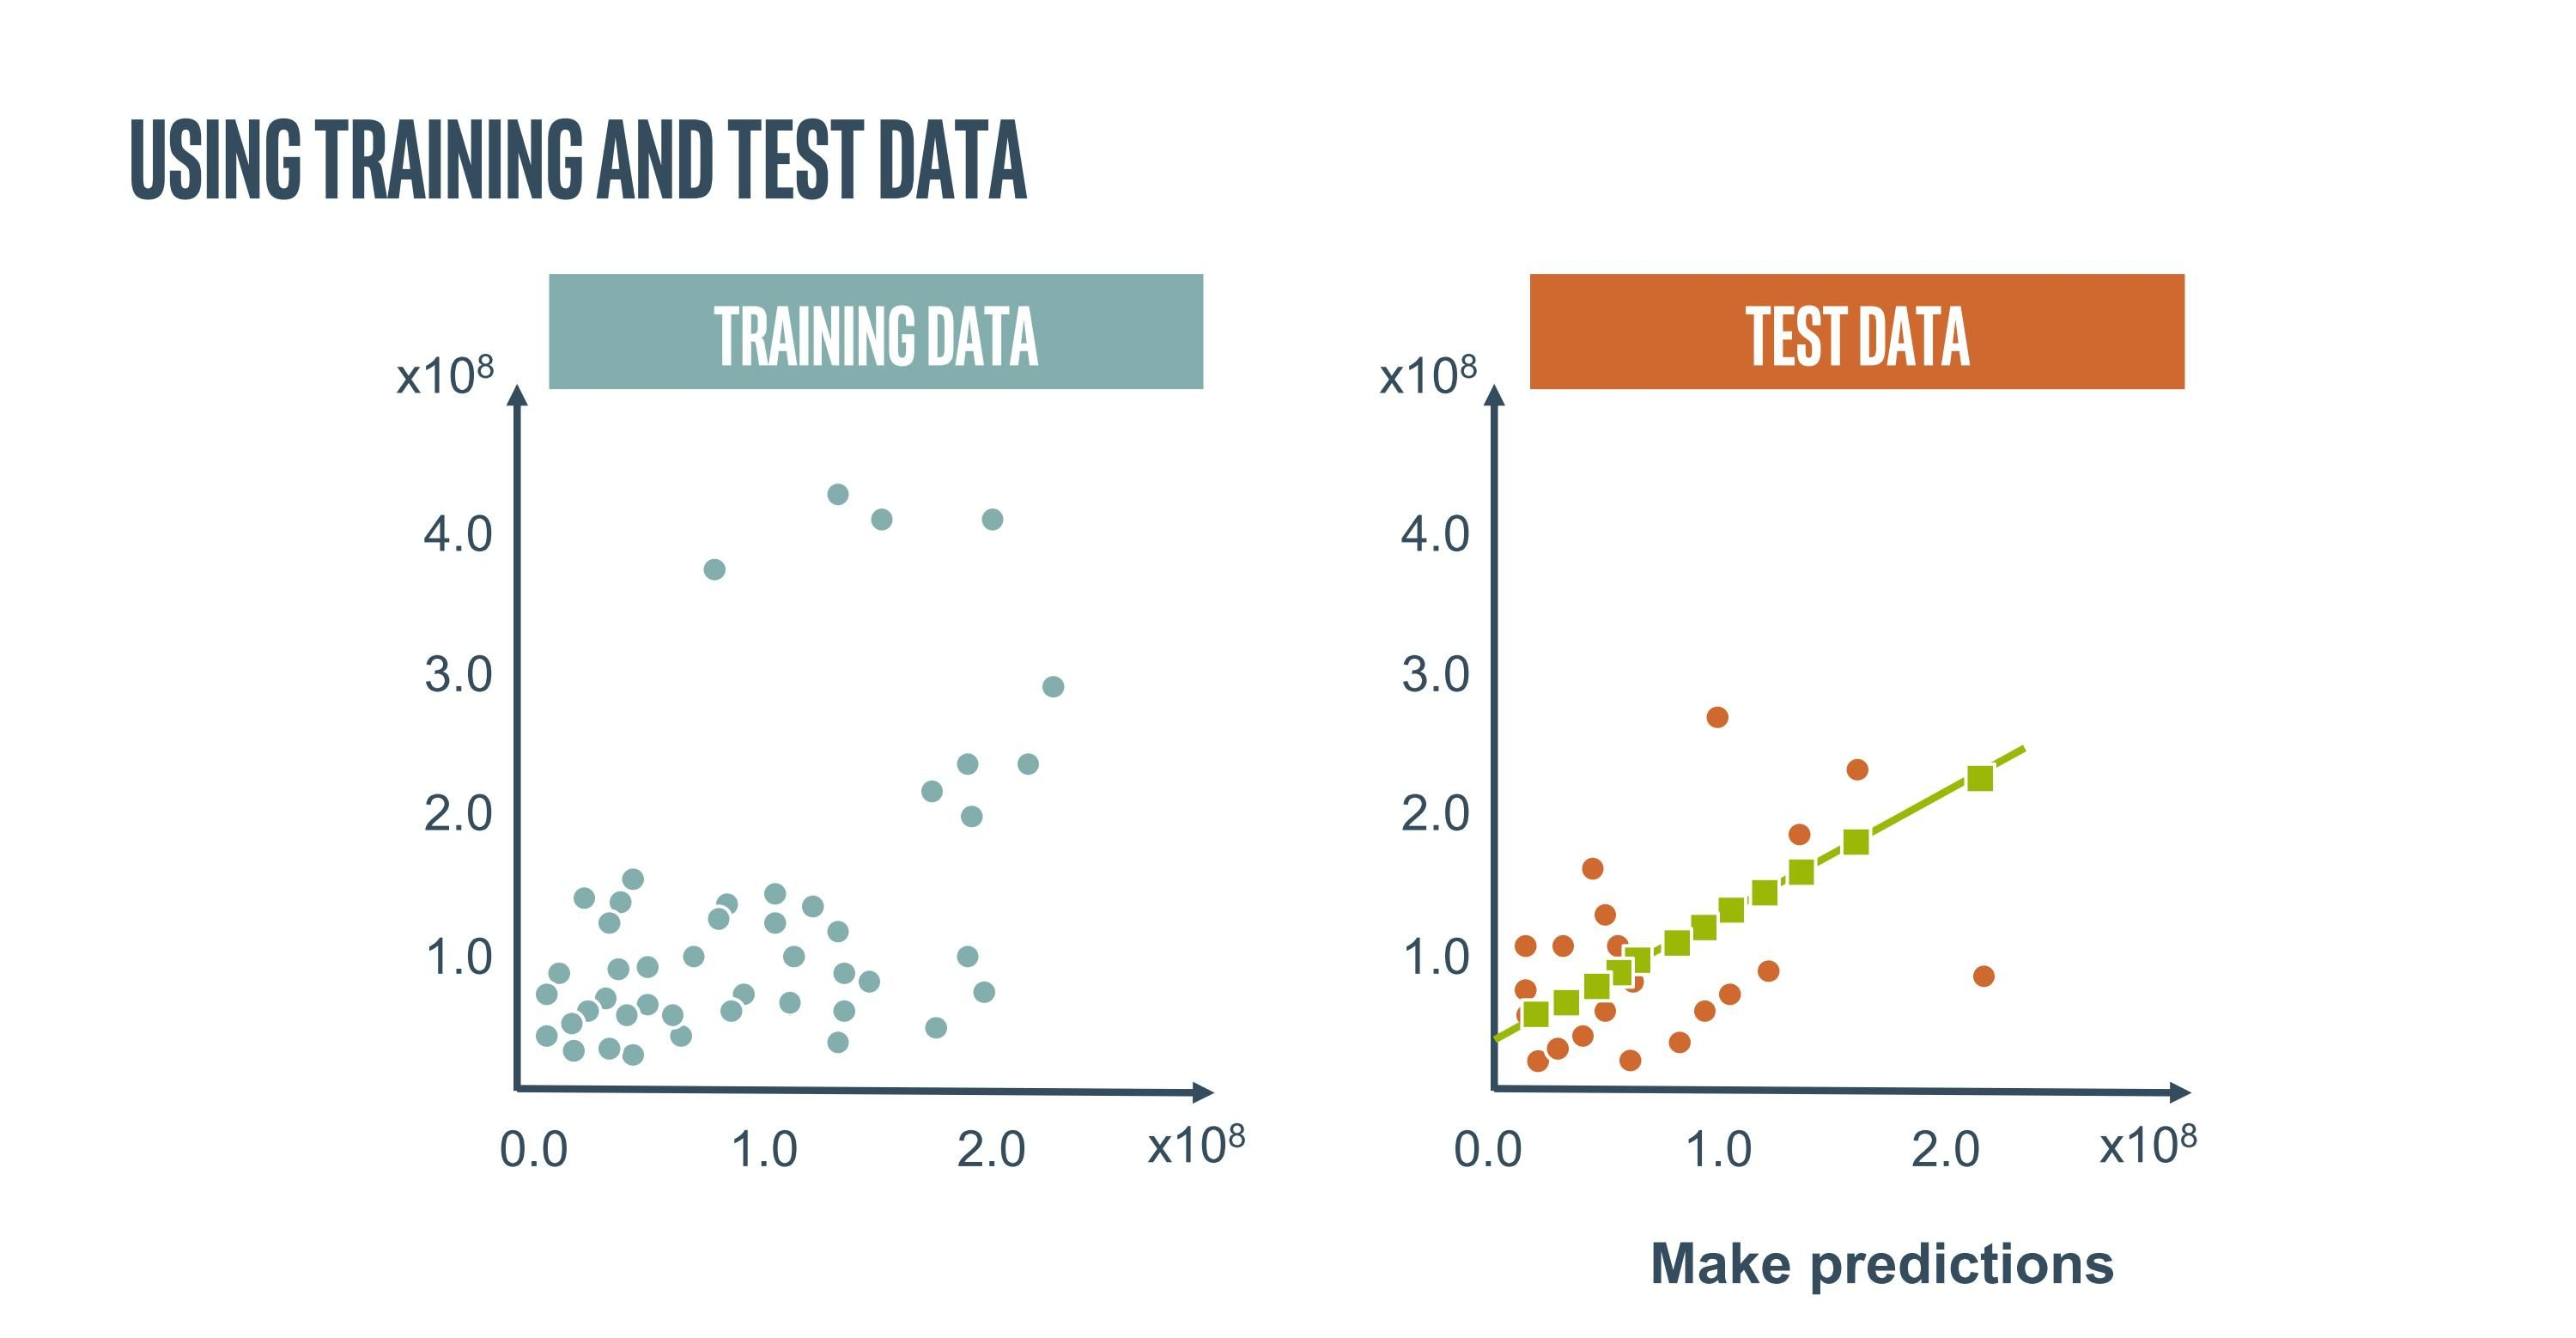 USING TRAINING AND TEST DATA
TRAINING DATA
x10⁸
4.0
3.0
2.0
1.0
0.0 1.0 2.0 x10⁸
TEST DATA
x10⁸
4.0
3.0
2.0
1.0
0.0 1.0 2.0 x10⁸
Make predictions